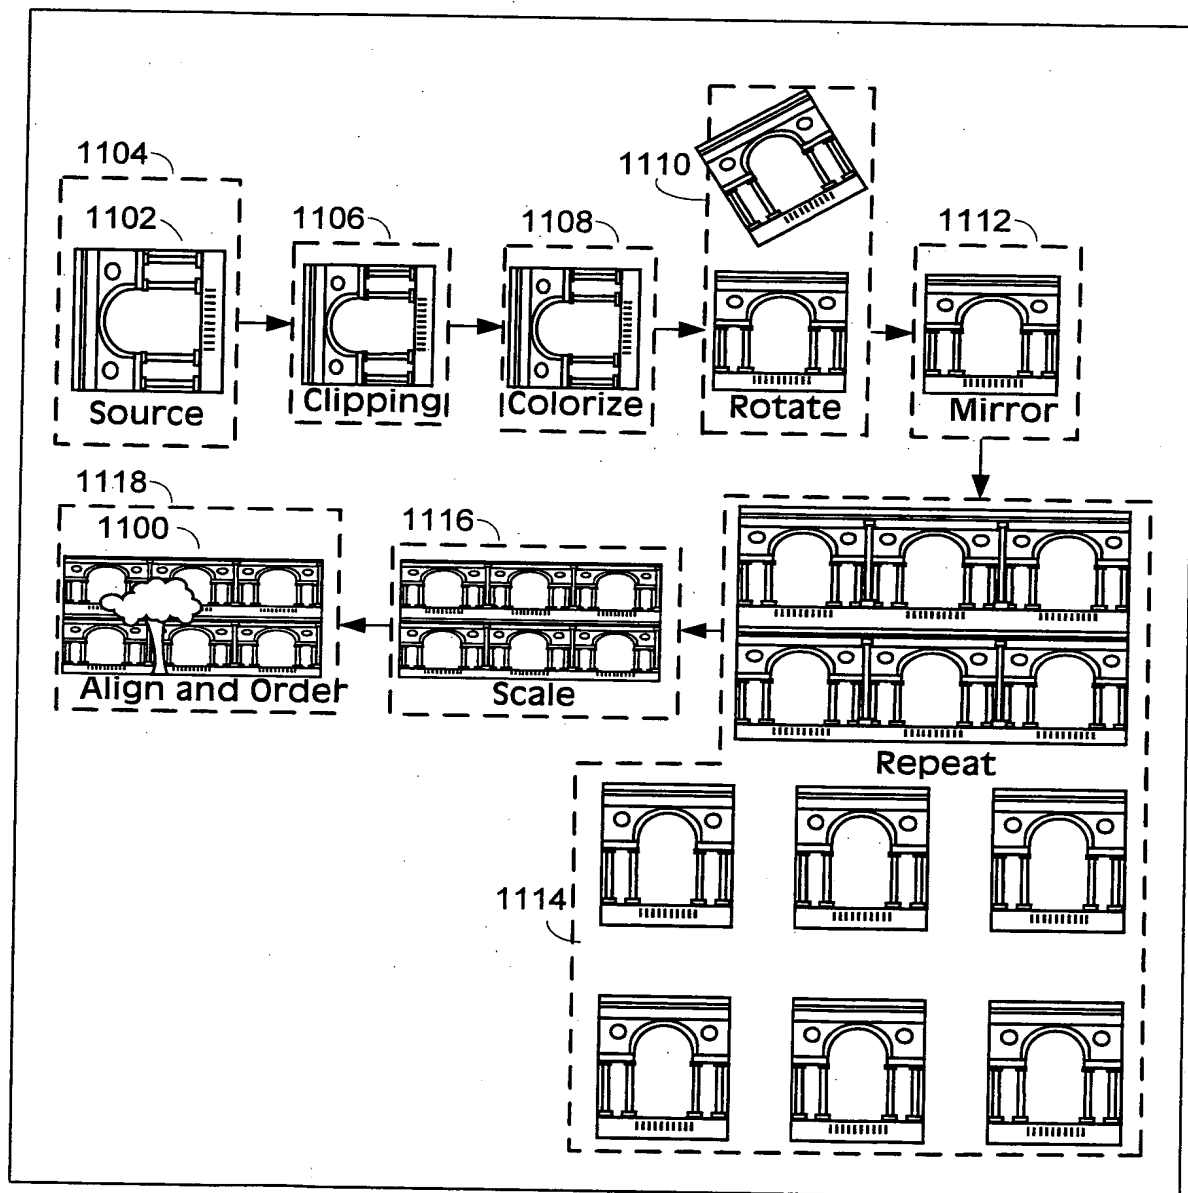 1104
1102
Source
1106
Clipping
1108
Colorize
1110
Rotate
1112
Mirror
1118
1100
Align and Order
1116
Scale
Repeat
1114